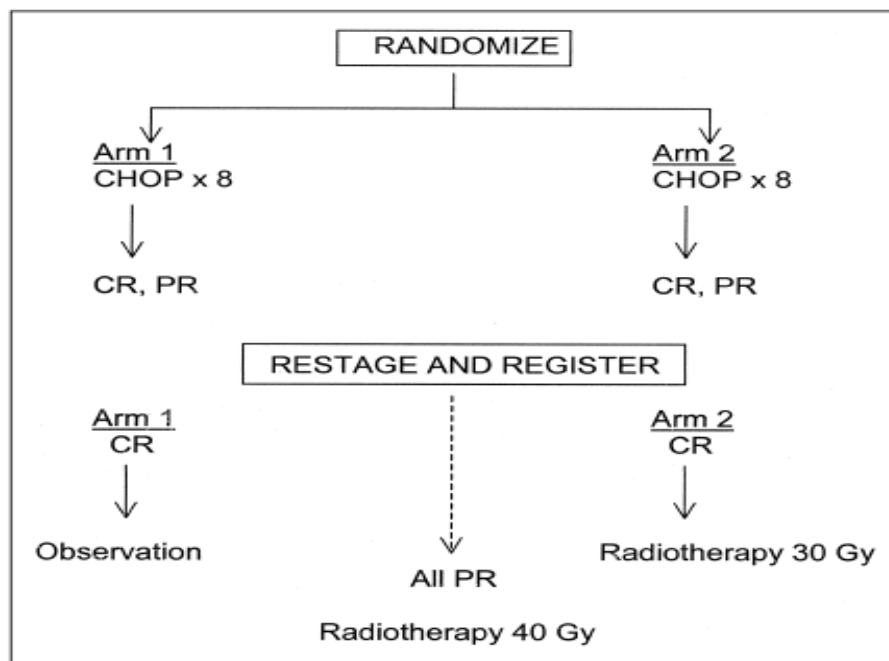 RANDOMIZE
Arm 1
CHOP x 8
Arm 2
CHOP x 8
CR, PR
CR, PR
RESTAGE AND REGISTER
Arm 1
CR
Arm 2
CR
Observation
All PR
Radiotherapy 30 Gy
Radiotherapy 40 Gy